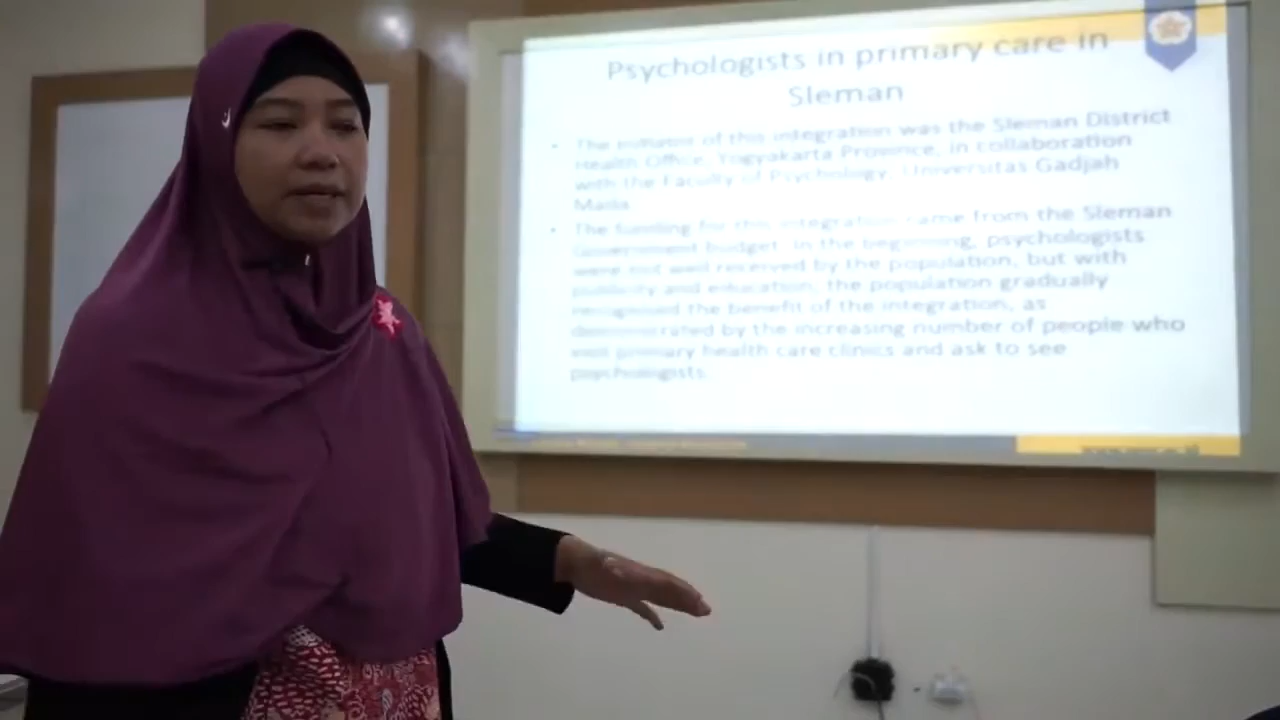 Psychologists in primary care in
Sleman
• The initiator of this integration was the Sleman District
Health Office, Yogyakarta Province, in collaboration
with the Faculty of Psychology, Universitas Gadjah
Mada
• The funding for this integration came from the Sleman
Government budget. In the beginning, psychologists
were not well received by the population, but with
publicity and education, the population gradually
recognised the benefit of the integration, as
demonstrated by the increasing number of people who
visit primary health care clinics and ask to see
psychologists